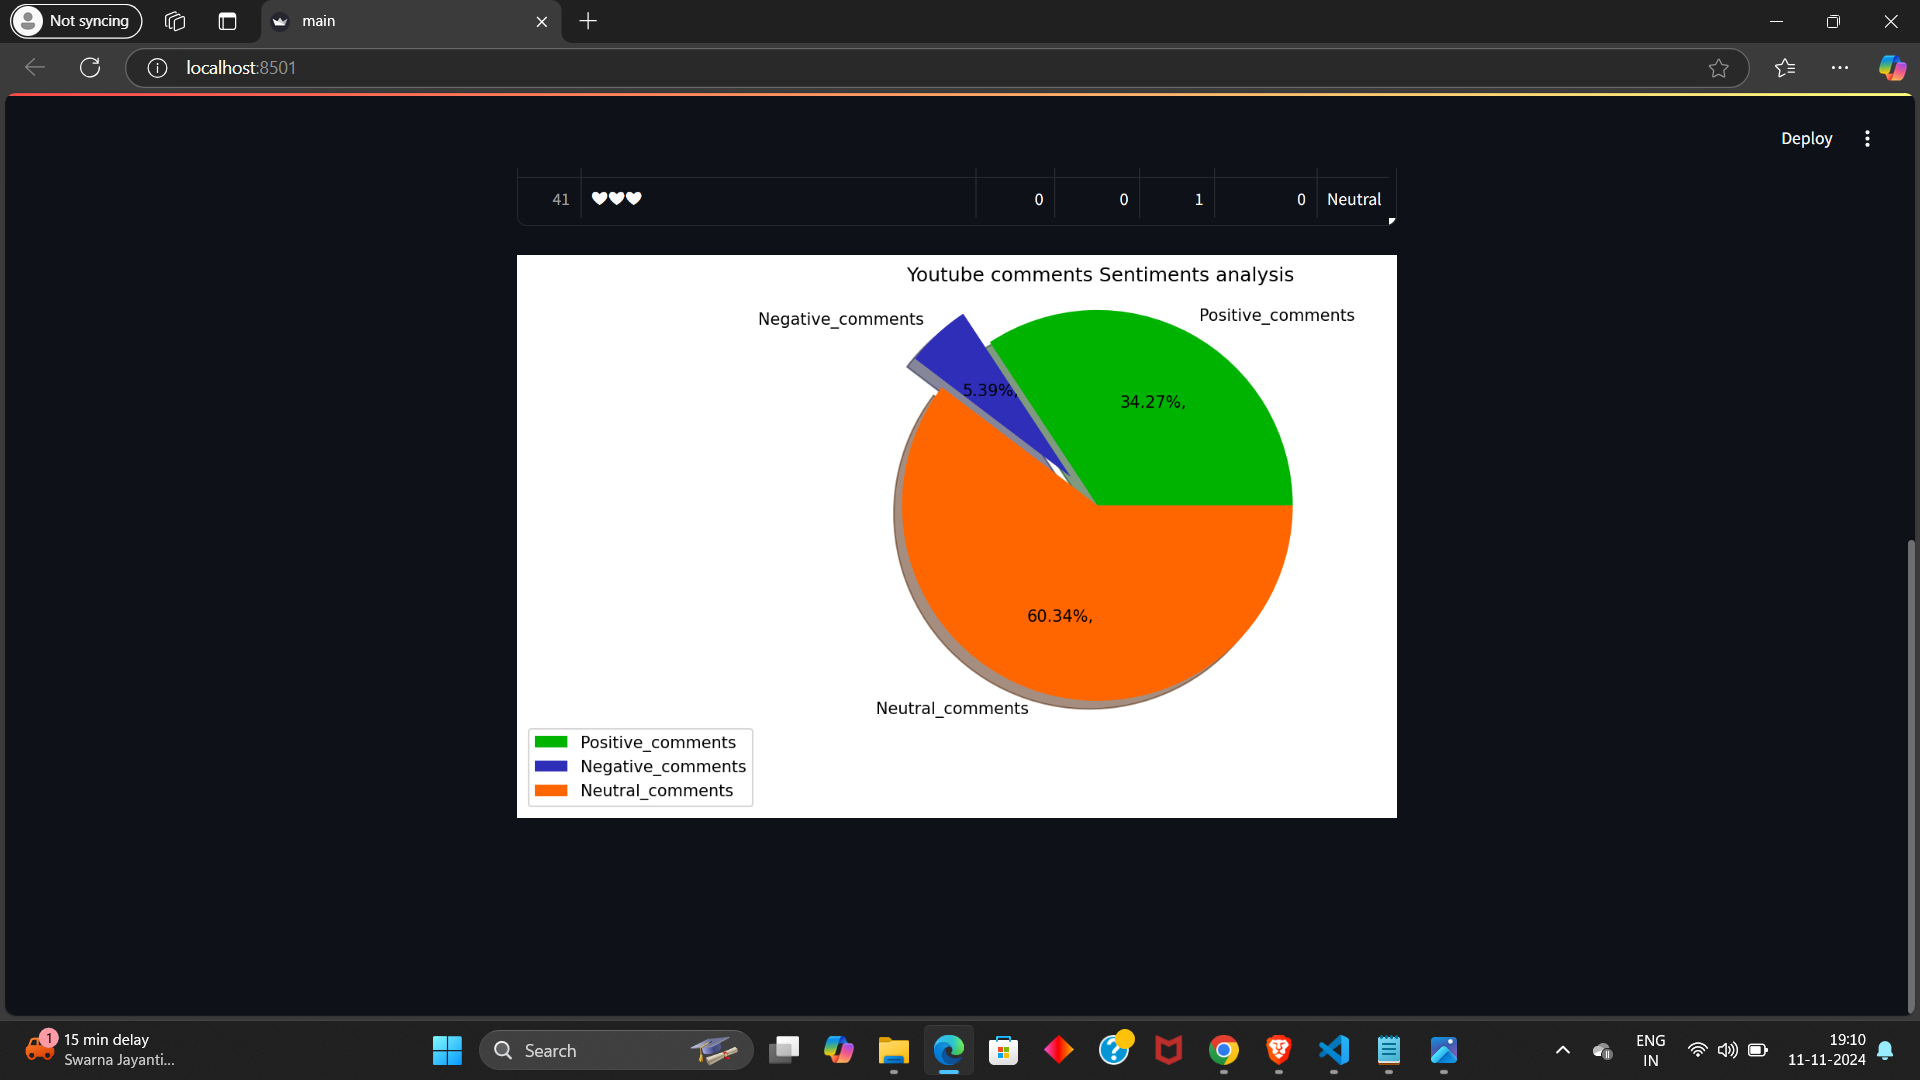 Not syncing
main
localhost:8501
Deploy
41 🤍🤍🤍 0 0 1 0 Neutral
Youtube comments Sentiments analysis
Negative_comments
Positive_comments
5.39%,
34.27%,
60.34%,
Neutral_comments
Positive_comments
Negative_comments
Neutral_comments
1
15 min delay
Swarna Jayanti...
Search
ENG
IN
19:10
11-11-2024